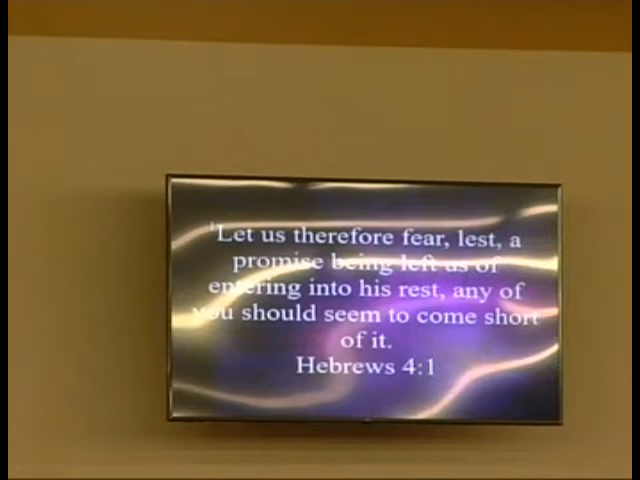 ¹Let us therefore fear, lest, a
promise being left us of
entering into his rest, any of
you should seem to come short
of it.
Hebrews 4:1